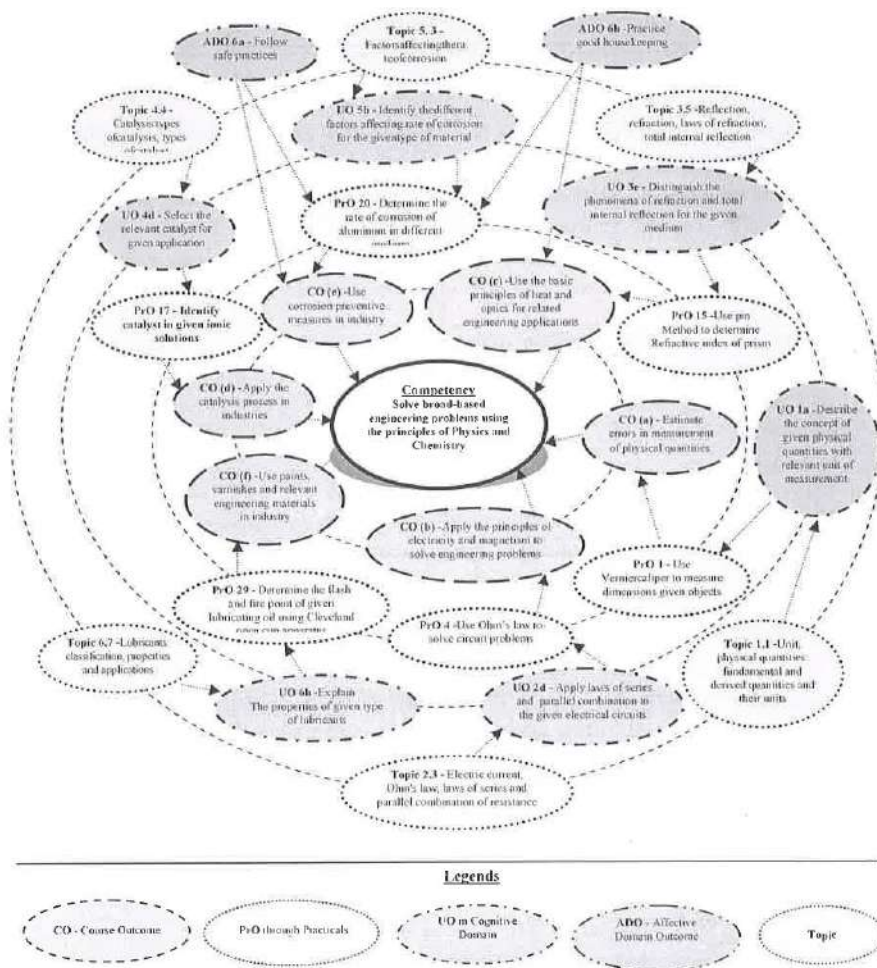 ADO 6a - Follow
safe practices
Topic 5. 3 -
Factorsaffectingthera
teofcorrosion
ADO 6b -Practice
good housekeeping
Topic 4.4 -
Catalysis types
ofcatalysis, types
UO 5b - Identify thedifferent
factors affecting rate of corrosion
for the giventype of material
Topic 3.5 -Reflection,
refraction, laws of refraction,
total internal reflection
UO 4d - Select the
relevant catalyst for
given application
PrO 20 - Determine the
rate of corrosion of
aluminum in different
UO 3e - Distinguish the
phenomena of refraction and total
internal reflection for the given
medium
PrO 17 - Identify
catalyst in given ionic
solutions
CO (e) -Use
corrosion preventive
measures in industry
CO (c) -Use the basic
principles of heat and
optics for related
engineering applications
PrO 15 -Use pin
Method to determine
Refractive index of prism
CO (d) - Apply the
catalysis process in
industries
Competency
Solve broad-based
engineering problems using
the principles of Physics and
Chemistry
CO (a) - Estimate
errors in measurement
of physical quantities
UO 1a - Describe
the concept of
given physical
quantities with
relevant unit of
measurement
CO (f) - Use paints,
varnishes and relevant
engineering materials
in industry
CO (b) -Apply the principles of
electricity and magnetism to
solve engineering problems
PrO 1 - Use
Verniercaliper to measure
dimensions given objects
PrO 29 - Determine the flash
and fire point of given
lubricating oil using Cleveland
open cup apparatus
PrO 4 -Use Ohm's law to
solve circuit problems
Topic 6.7 -Lubricants
classification, properties
and applications
Topic 1.1 -Unit,
physical quantities:
fundamental and
derived quantities and
their units
UO 6h - Explain
The properties of given type
of lubricants
UO 2d - Apply laws of series
and parallel combination in
the given electrical circuits
Topic 2.3 - Electric current,
Ohm's law, laws of series and
parallel combination of resistance
Legends
CO - Course Outcome
PrO through Practicals
UO in Cognitive
Domain
ADO - Affective
Domain Outcome
Topic